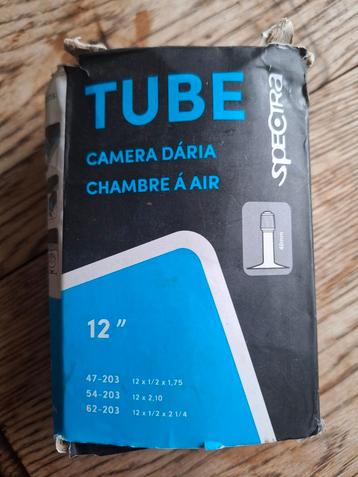 TUBE
SPECTRA
CAMERA DÁRIA
CHAMBRE Á AIR
40mm
12"
47-203 12 x 1/2 x 1,75
54-203 12 x 2,10
62-203 12 x 1/2 x 2 1/4